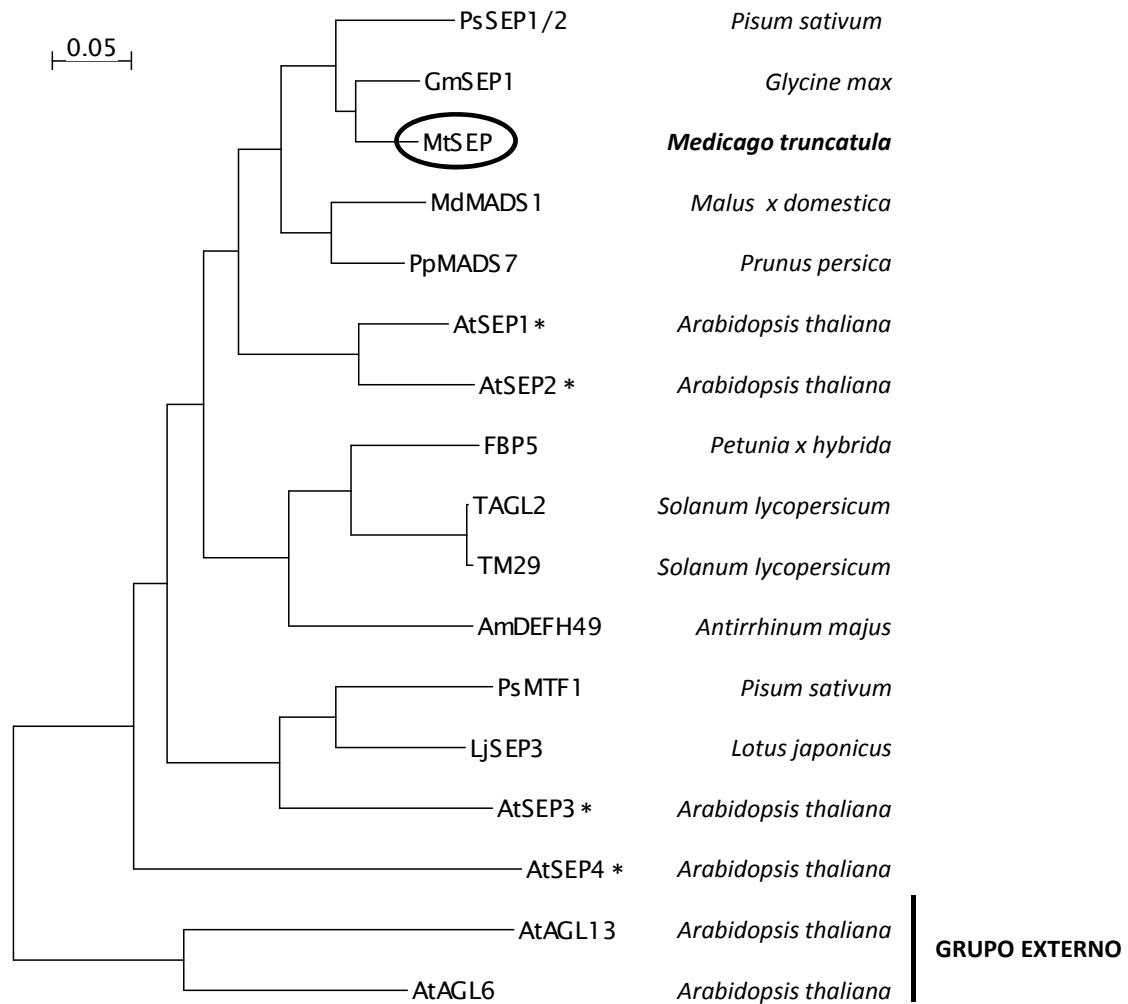 PsSEP1/2 Pisum sativum
0.05
GmSEP1 Glycine max
MtSEP Medicago truncatula
MdMADS1 Malus x domestica
PpMADS7 Prunus persica
AtSEP1* Arabidopsis thaliana
AtSEP2* Arabidopsis thaliana
FBP5 Petunia x hybrida
TAGL2 Solanum lycopersicum
TM29 Solanum lycopersicum
AmDEFH49 Antirrhinum majus
PsMTF1 Pisum sativum
LjSEP3 Lotus japonicus
AtSEP3* Arabidopsis thaliana
AtSEP4* Arabidopsis thaliana
AtAGL13 Arabidopsis thaliana
GRUPO EXTERNO
AtAGL6 Arabidopsis thaliana